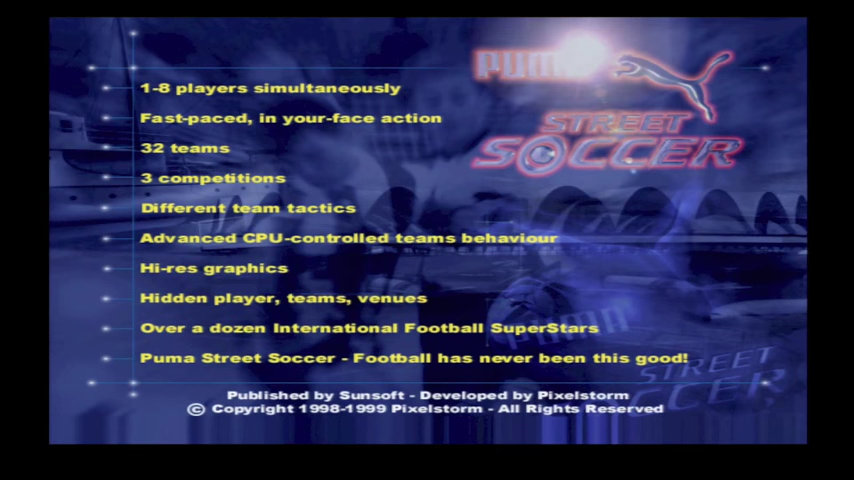 PUMA
STREET
SOCCER
1-8 players simultaneously
Fast-paced, in your-face action
32 teams
3 competitions
Different team tactics
Advanced CPU-controlled teams behaviour
Hi-res graphics
Hidden player, teams, venues
Over a dozen International Football SuperStars
PUMA
Puma Street Soccer - Football has never been this good!
STREET
SOCCER
Published by Sunsoft - Developed by Pixelstorm
© Copyright 1998-1999 Pixelstorm - All Rights Reserved